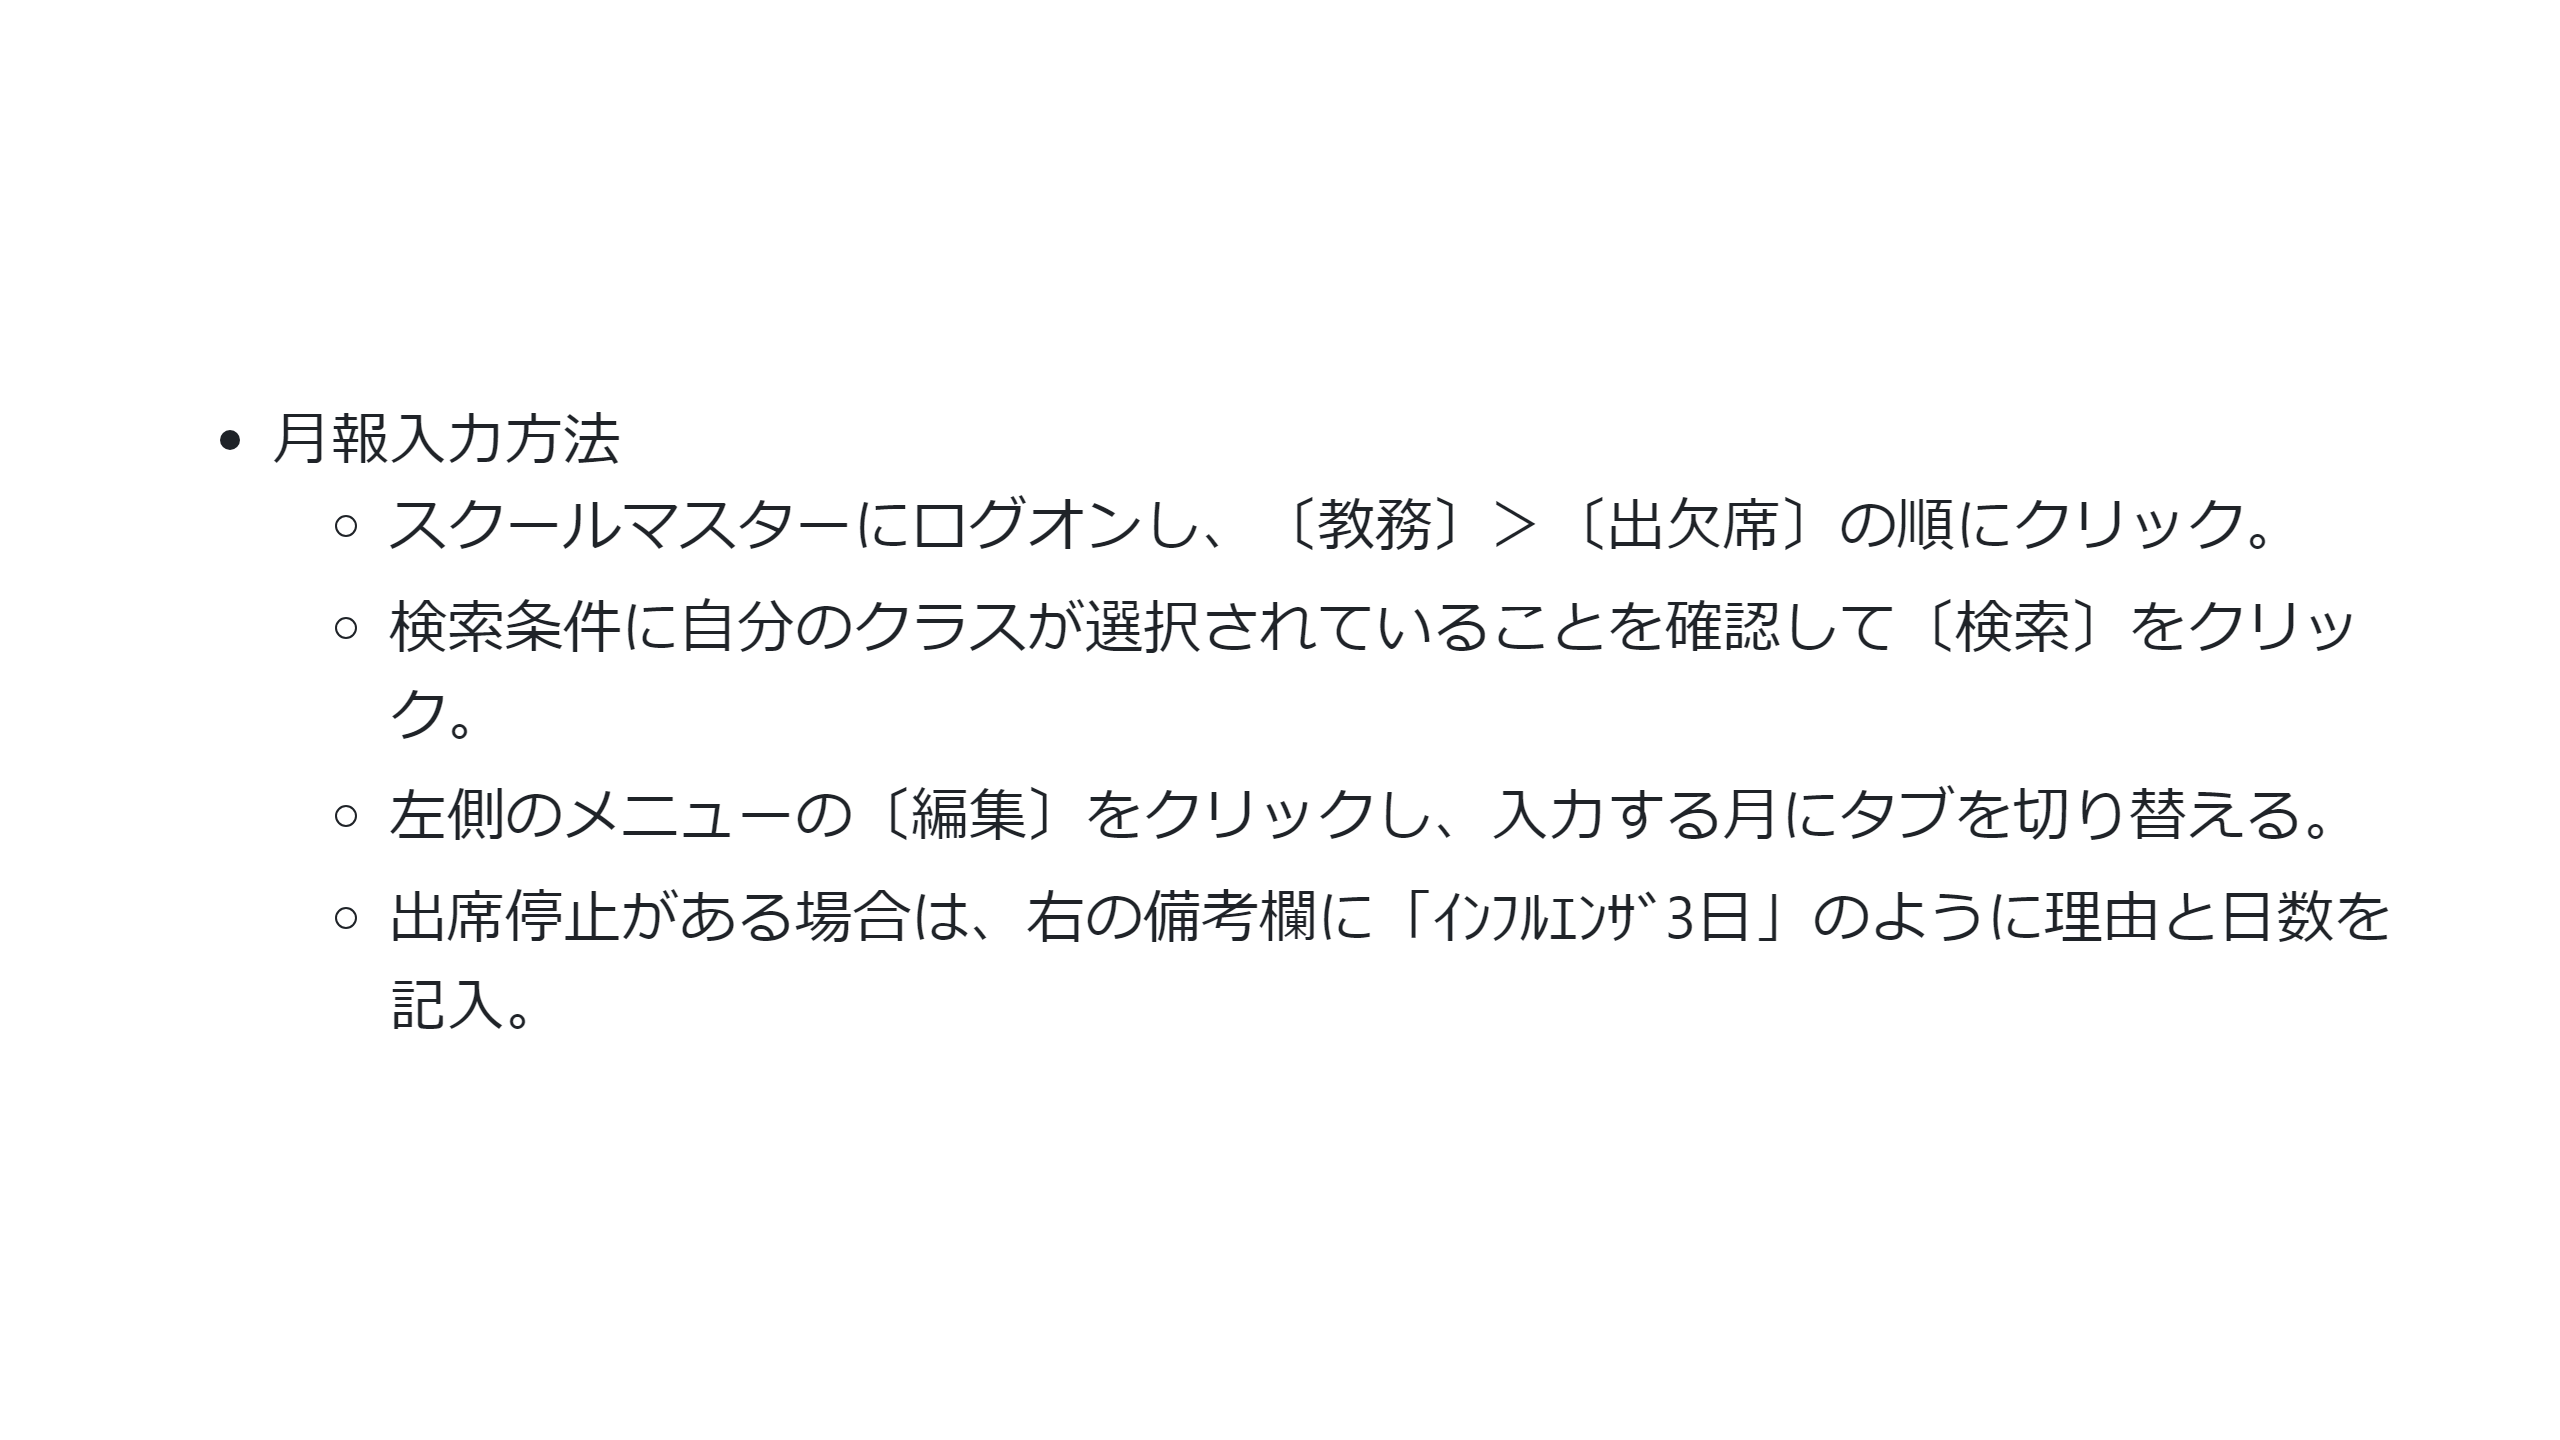 • 月報入力方法
○ スクールマスターにログオンし、〔教務〕＞〔出欠席〕の順にクリック。
○ 検索条件に自分のクラスが選択されていることを確認して〔検索〕をクリッ
ク。
○ 左側のメニューの〔編集〕をクリックし、入力する月にタブを切り替える。
○ 出席停止がある場合は、右の備考欄に「ｲﾝﾌﾙｴﾝｻﾞ3日」のように理由と日数を
記入。